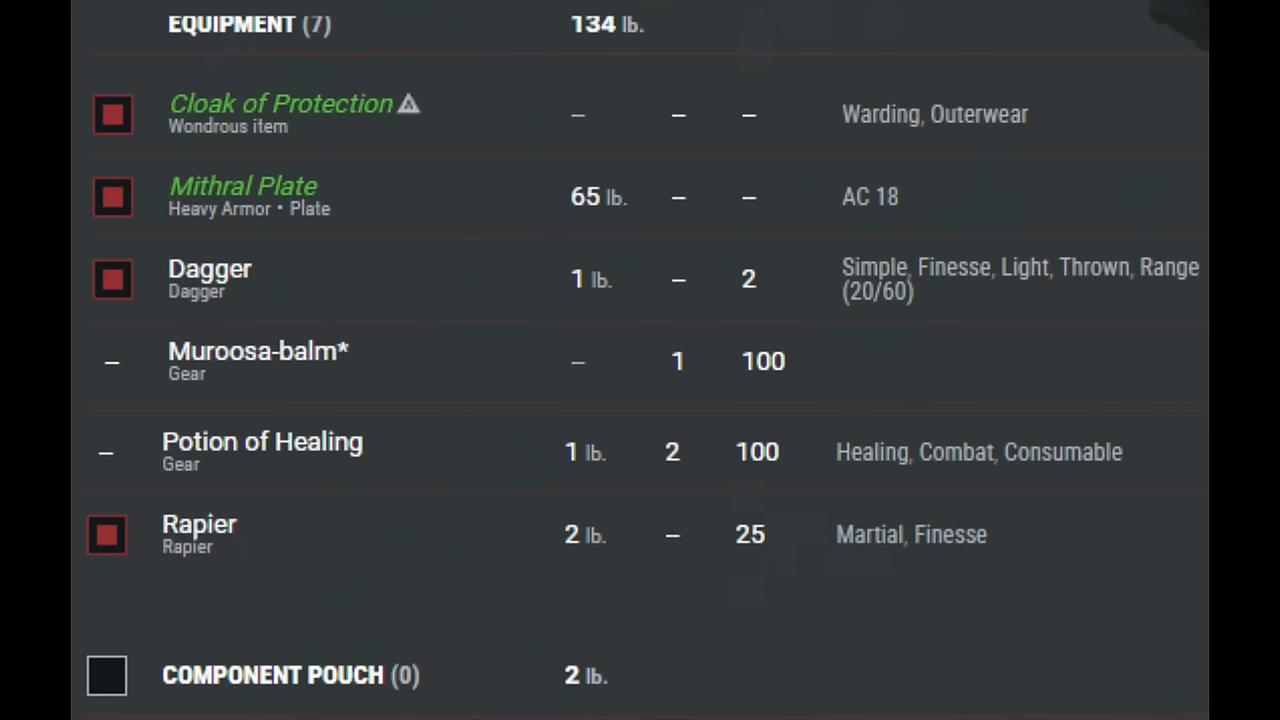 EQUIPMENT (7) 134 lb.
Cloak of Protection – – – Warding, Outerwear
Wondrous item
Mithral Plate 65 lb. – – AC 18
Heavy Armor • Plate
Dagger 1 lb. – 2 Simple, Finesse, Light, Thrown, Range
Dagger (20/60)
– Muroosa-balm* – 1 100
Gear
– Potion of Healing 1 lb. 2 100 Healing, Combat, Consumable
Gear
Rapier 2 lb. – 25 Martial, Finesse
Rapier
COMPONENT POUCH (0) 2 lb.